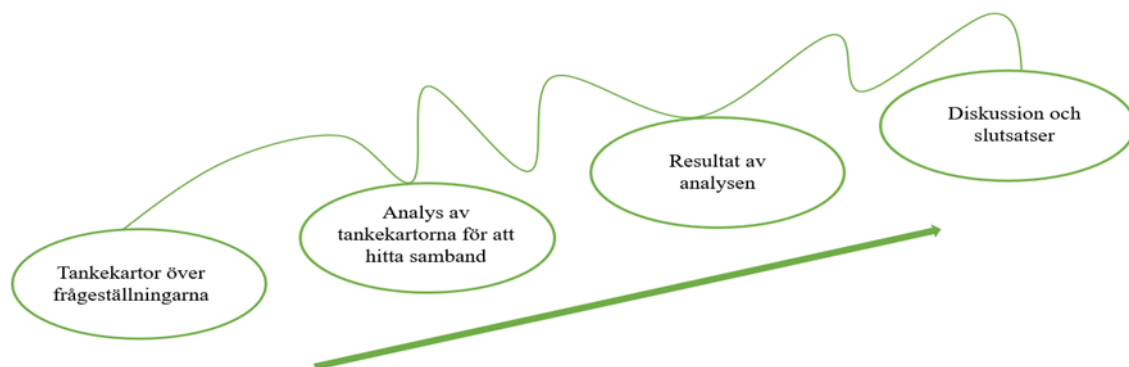 Tankekartor över
frågeställningarna
Analys av
tankekartorna för att
hitta samband
Resultat av
analysen
Diskussion och
slutsatser